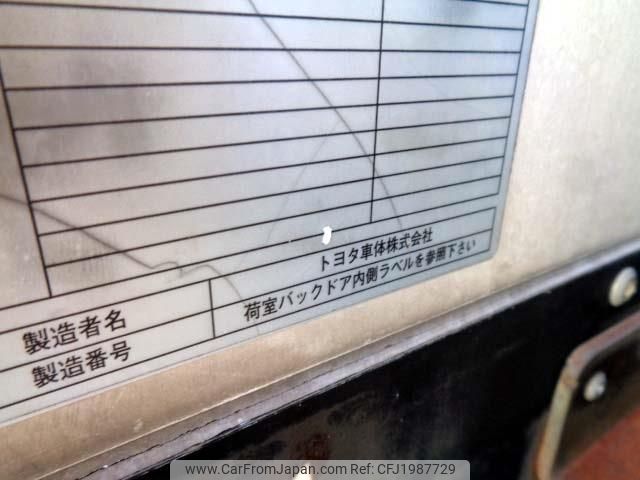 製造者名 トヨタ車体株式会社
製造番号 荷室バックドア内側ラベルを参照下さい
www.CarFromJapan.com | Photo ID: CFJ1987729